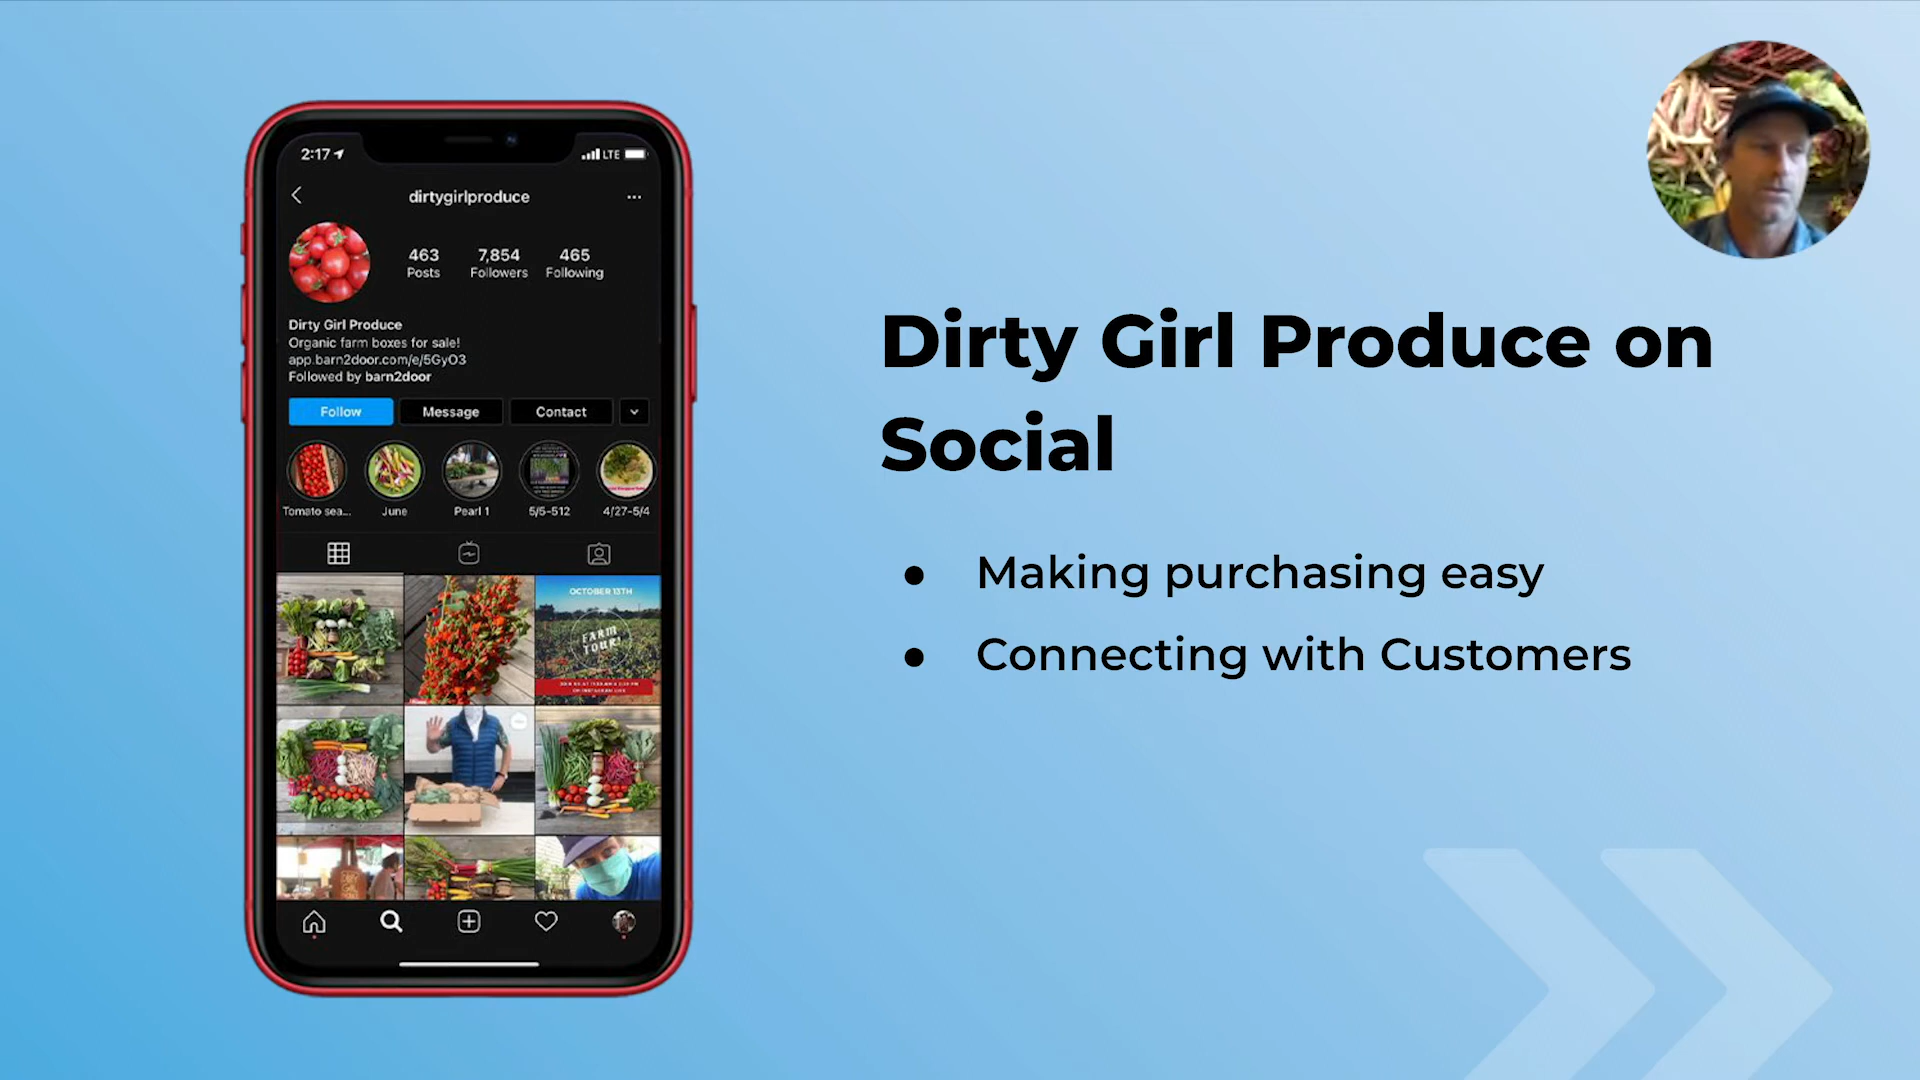 2:17
LTE
dirtygirlproduce
463
Posts
7,854
Followers
465
Following
Dirty Girl Produce
Organic farm boxes for sale!
app.barn2door.com/e/5GyO3
Followed by barn2door
Follow
Message
Contact
Tomato sea...
June
Pearl 1
5/5-512
4/27-5/4
OCTOBER 13TH
FARM
TOUR!
Dirty Girl Produce on
Social
• Making purchasing easy
• Connecting with Customers